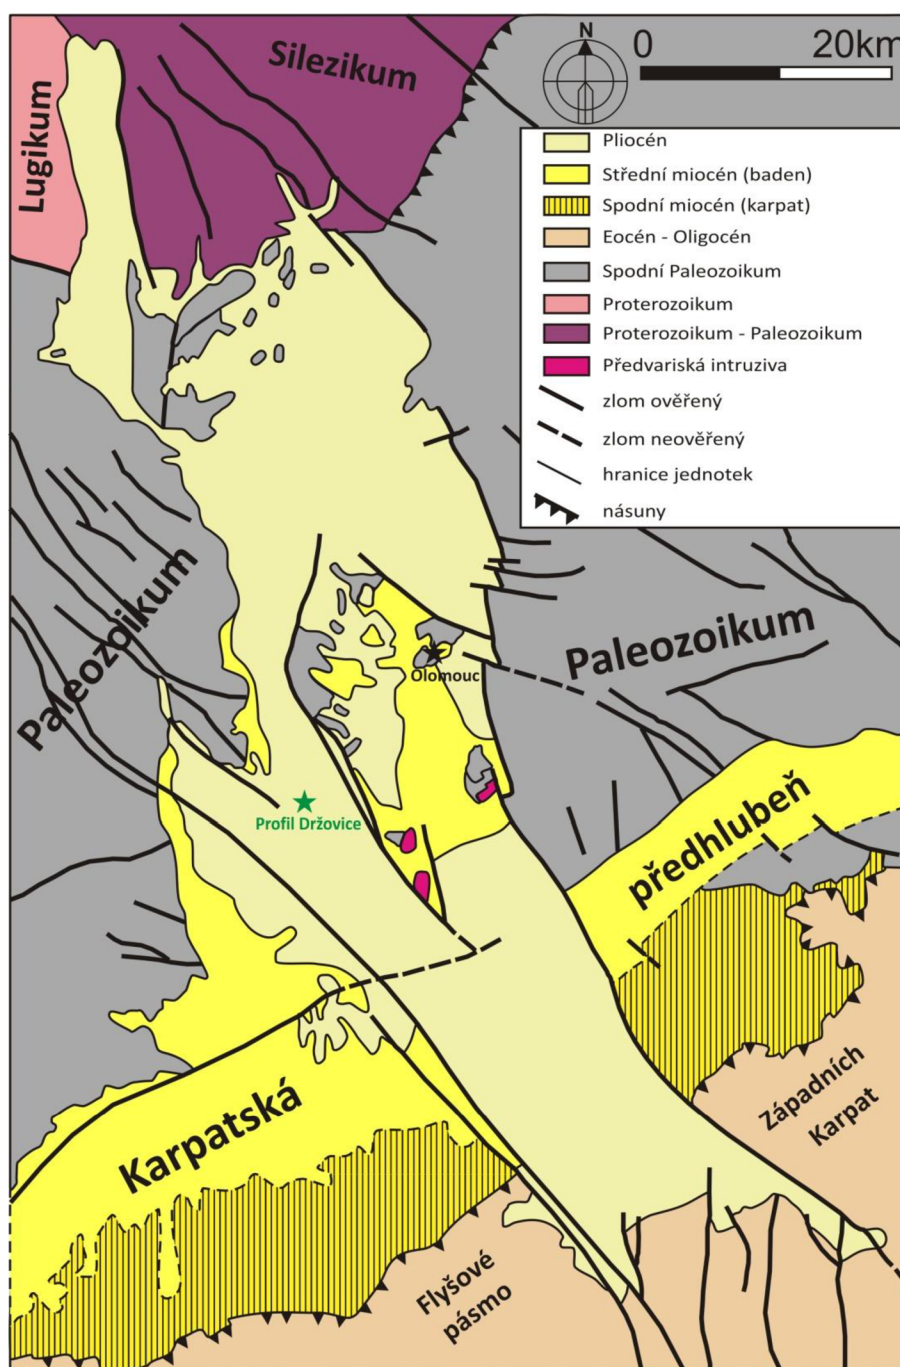 Silezikum
Lugikum
N
0 20km
Pliocén
Střední miocén (baden)
Spodní miocén (karpat)
Eocén - Oligocén
Spodní Paleozoikum
Proterozoikum
Proterozoikum - Paleozoikum
Předvariská intruziva
zlom ověřený
zlom neověřený
hranice jednotek
násuny
Paleozoikum
Paleozoikum
Olomouc
Profil Držovice
předhlubeň
Karpatská
Západních
Karpat
Flyšové
pásmo